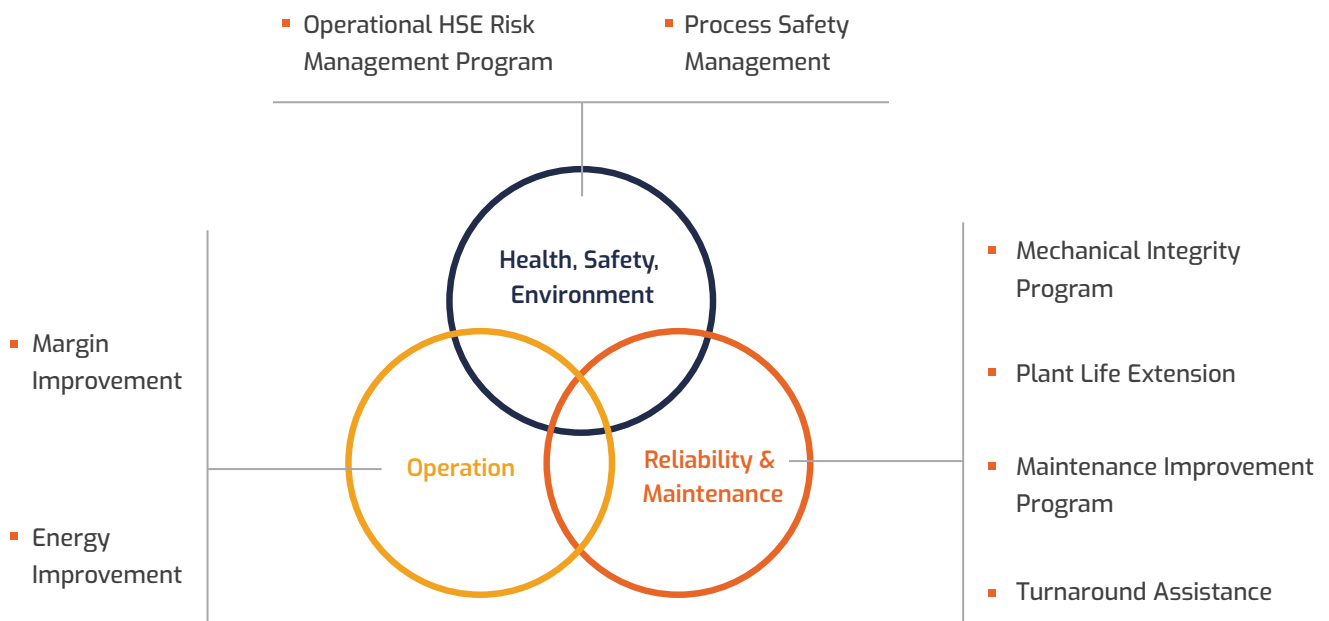 Operational HSE Risk
Management Program
Process Safety
Management
Health, Safety,
Environment
Margin
Improvement
Energy
Improvement
Operation
Reliability &
Maintenance
Mechanical Integrity
Program
Plant Life Extension
Maintenance Improvement
Program
Turnaround Assistance